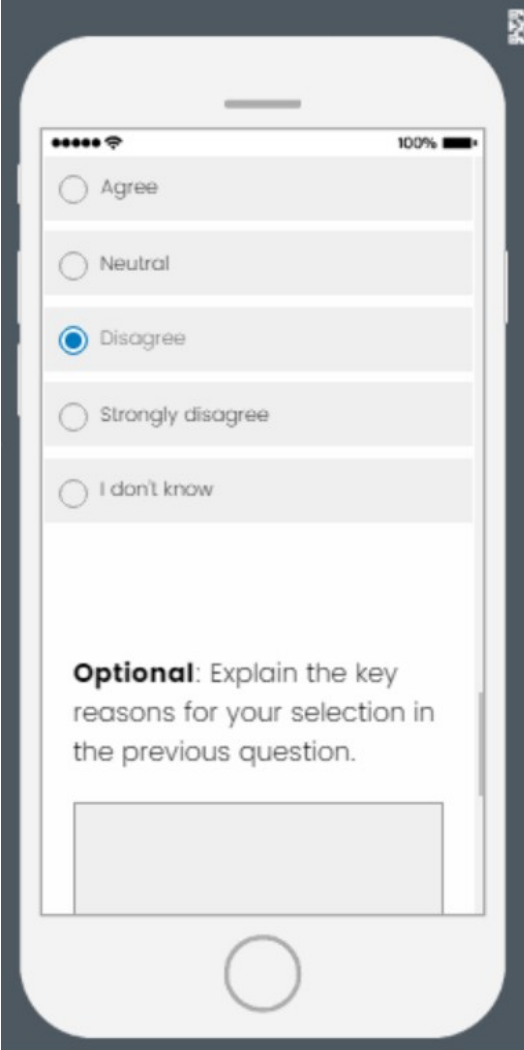 100%
Agree
Neutral
Disagree
Strongly disagree
I don't know
Optional: Explain the key
reasons for your selection in
the previous question.